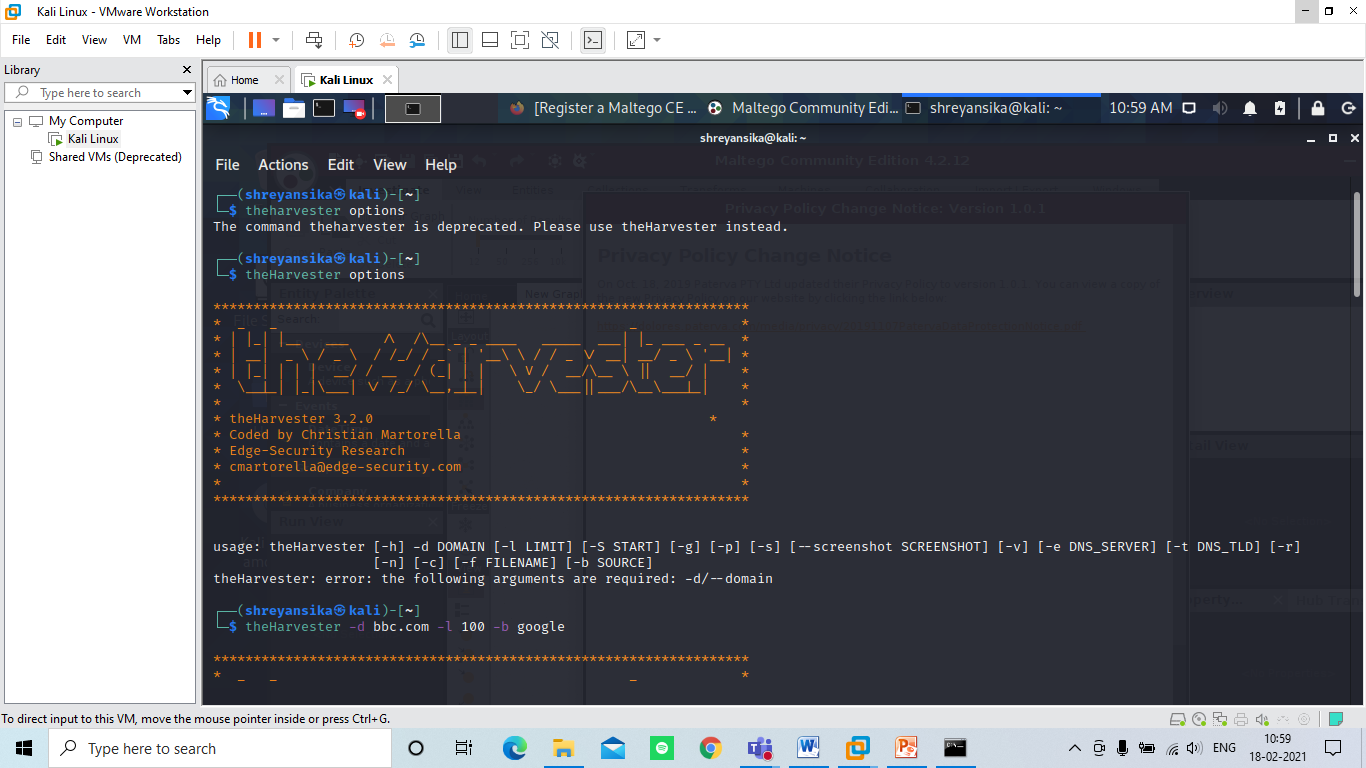 Kali Linux - VMware Workstation
File Edit View VM Tabs Help
Library
Type here to search
My Computer
Kali Linux
Shared VMs (Deprecated)
Home
Kali Linux
[Register a Maltego CE ...
Maltego Community Edi...
shreyansika@kali: ~
10:59 AM
shreyansika@kali: ~
File Actions Edit View Help
Maltego Community Edition 4.2.12
Privacy Policy Change Notice: Version 1.0.1
Privacy Policy Change Notice
┌──(shreyansika㉿kali)-[~]
└─$ theharvester options
The command theharvester is deprecated. Please use theHarvester instead.
┌──(shreyansika㉿kali)-[~]
└─$ theHarvester options
*******************************************************************
theHarvester
* theHarvester 3.2.0 *
* Coded by Christian Martorella *
* Edge-Security Research *
* cmartorella@edge-security.com *
* *
*******************************************************************
usage: theHarvester [-h] -d DOMAIN [-l LIMIT] [-S START] [-g] [-p] [-s] [--screenshot SCREENSHOT] [-v] [-e DNS_SERVER] [-t DNS_TLD] [-r]
[-n] [-c] [-f FILENAME] [-b SOURCE]
theHarvester: error: the following arguments are required: -d/--domain
┌──(shreyansika㉿kali)-[~]
└─$ theHarvester -d bbc.com -l 100 -b google
*******************************************************************
* _ _ _ *
To direct input to this VM, move the mouse pointer inside or press Ctrl+G.
Type here to search
ENG
10:59
18-02-2021